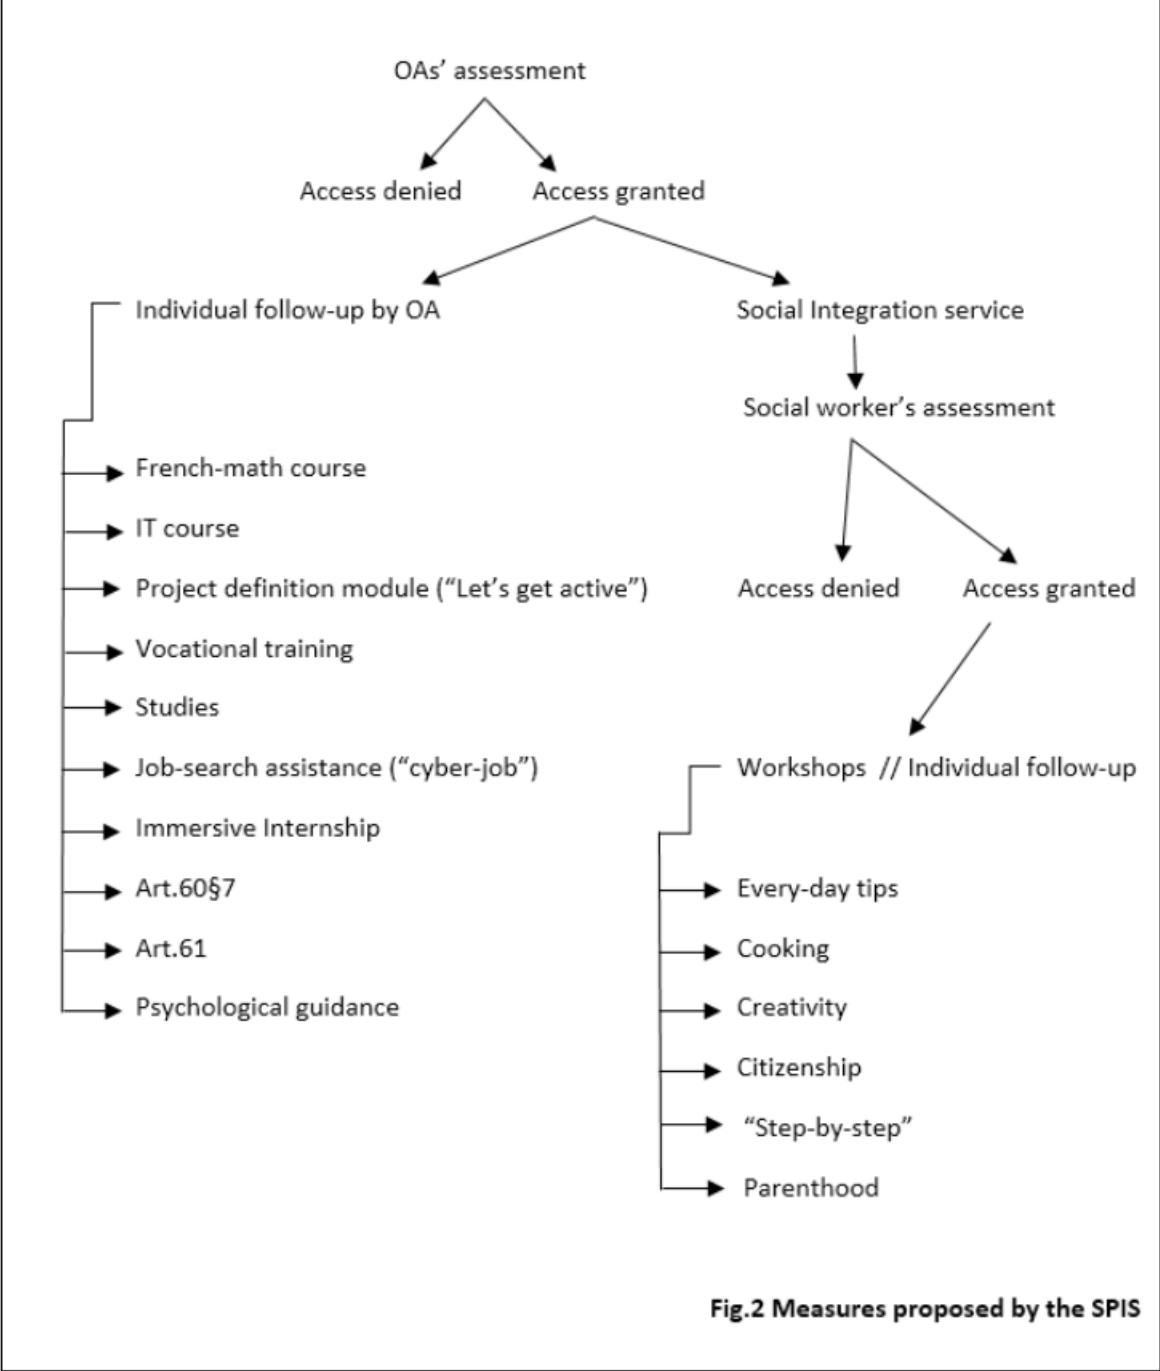 OAs’ assessment
Access denied
Access granted
Individual follow-up by OA
Social Integration service
Social worker’s assessment
French-math course
IT course
Project definition module (“Let’s get active”)
Vocational training
Studies
Job-search assistance (“cyber-job”)
Immersive Internship
Art.60§7
Art.61
Psychological guidance
Access denied
Access granted
Workshops // Individual follow-up
Every-day tips
Cooking
Creativity
Citizenship
“Step-by-step”
Parenthood
Fig.2 Measures proposed by the SPIS